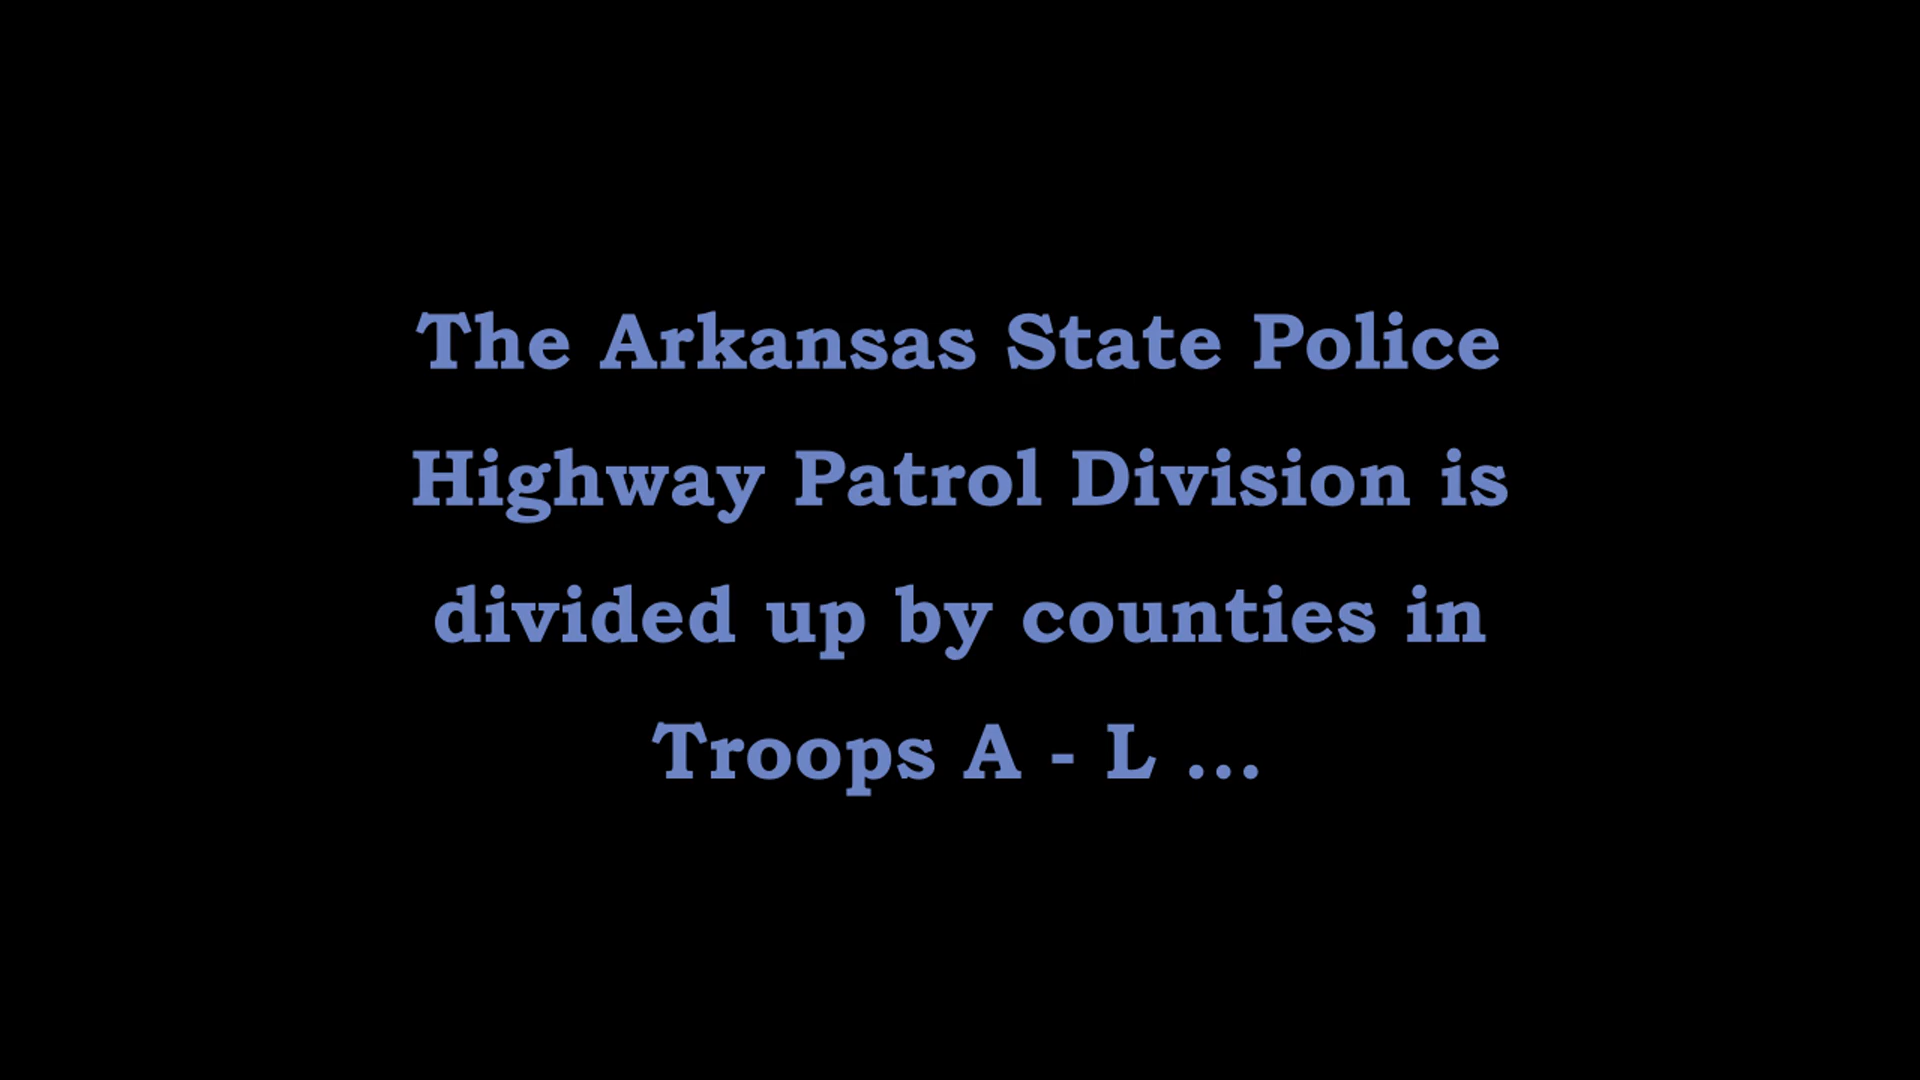 The Arkansas State Police
Highway Patrol Division is
divided up by counties in
Troops A - L ...